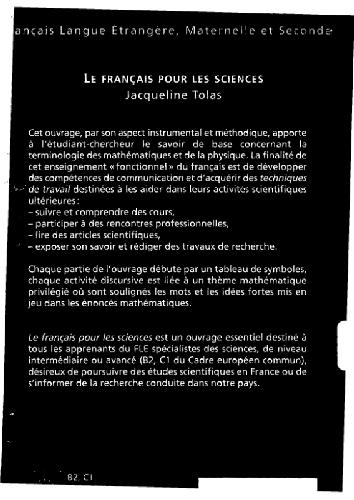 ançais Langue Etrangère, Maternelle et Seconde
LE FRANÇAIS POUR LES SCIENCES
Jacqueline Tolas
Cet ouvrage, par son aspect instrumental et méthodique, apporte
à l'étudiant-chercheur le savoir de base concernant la
terminologie des mathématiques et de la physique. La finalité de
cet enseignement « fonctionnel » du français est de développer
des compétences de communication et d'acquérir des techniques
de travail destinées à les aider dans leurs activités scientifiques
ultérieures :
– suivre et comprendre des cours,
– participer à des rencontres professionnelles,
– lire des articles scientifiques,
– exposer son savoir et rédiger des travaux de recherche.
Chaque partie de l'ouvrage débute par un tableau de symboles,
chaque activité discursive est liée à un thème mathématique
privilégié où sont soulignés les mots et les idées fortes mis en
jeu dans les énoncés mathématiques.
Le français pour les sciences est un ouvrage essentiel destiné à
tous les apprenants du FLE spécialistes des sciences, de niveau
intermédiaire ou avancé (B2, C1 du Cadre européen commun),
désireux de poursuivre des études scientifiques en France ou de
s'informer de la recherche conduite dans notre pays.
B2, C1